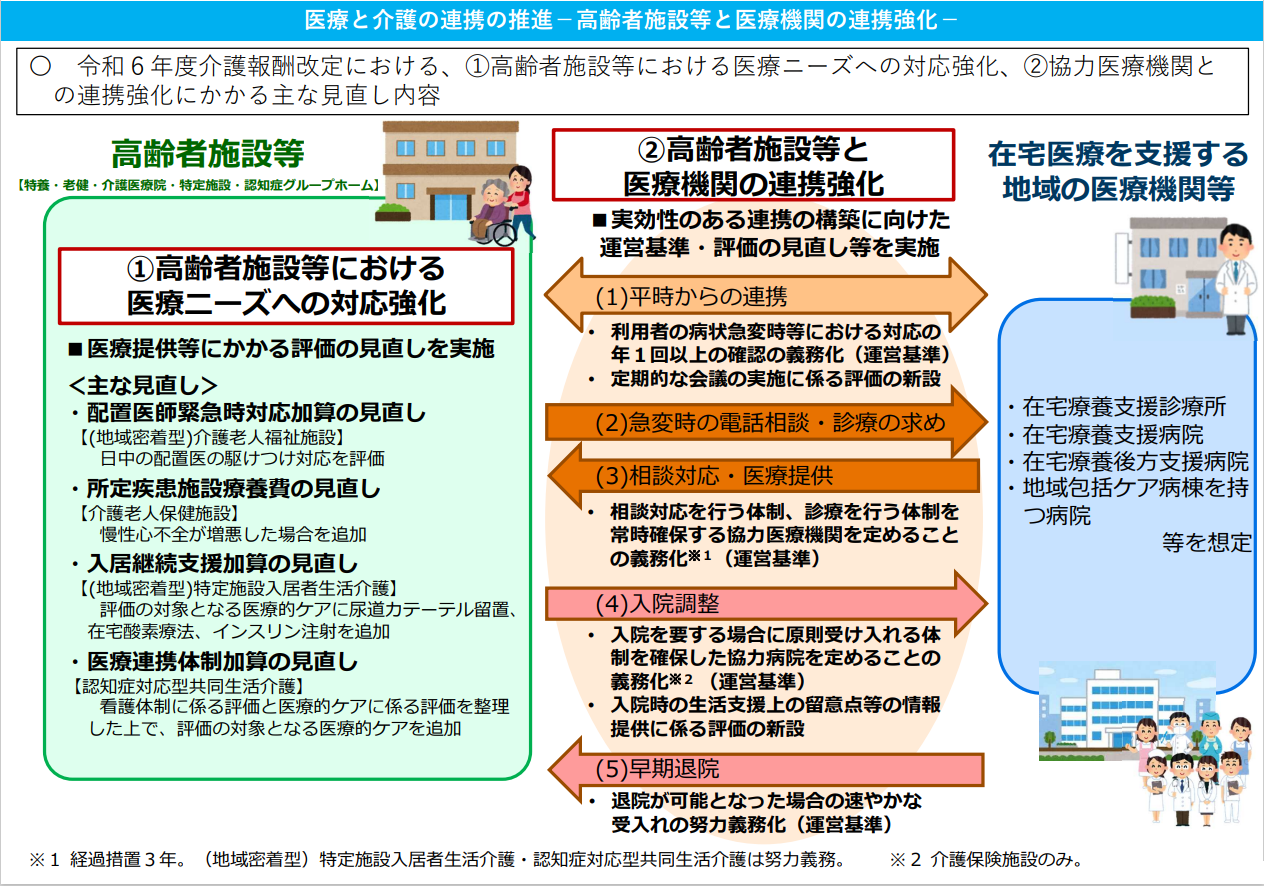 医療と介護の連携の推進－高齢者施設等と医療機関の連携強化－
○　令和６年度介護報酬改定における、①高齢者施設等における医療ニーズへの対応強化、②協力医療機関と
の連携強化にかかる主な見直し内容
高齢者施設等
【特養・老健・介護医療院・特定施設・認知症グループホーム】
①高齢者施設等における
医療ニーズへの対応強化
■医療提供等にかかる評価の見直しを実施
＜主な見直し＞
・配置医師緊急時対応加算の見直し
【(地域密着型)介護老人福祉施設】
日中の配置医の駆けつけ対応を評価
・所定疾患施設療養費の見直し
【介護老人保健施設】
慢性心不全が増悪した場合を追加
・入居継続支援加算の見直し
【(地域密着型)特定施設入居者生活介護】
評価の対象となる医療的ケアに尿道カテーテル留置、
在宅酸素療法、インスリン注射を追加
・医療連携体制加算の見直し
【認知症対応型共同生活介護】
看護体制に係る評価と医療的ケアに係る評価を整理
した上で、評価の対象となる医療的ケアを追加
②高齢者施設等と
医療機関の連携強化
■実効性のある連携の構築に向けた
運営基準・評価の見直し等を実施
(1)平時からの連携
・ 利用者の病状急変時等における対応の
年１回以上の確認の義務化（運営基準）
・ 定期的な会議の実施に係る評価の新設
(2)急変時の電話相談・診療の求め
(3)相談対応・医療提供
・ 相談対応を行う体制、診療を行う体制を
常時確保する協力医療機関を定めること
の義務化※１（運営基準）
(4)入院調整
・ 入院を要する場合に原則受け入れる体
制を確保した協力病院を定めることの
義務化※２（運営基準）
・ 入院時の生活支援上の留意点等の情報
提供に係る評価の新設
(5)早期退院
・ 退院が可能となった場合の速やかな
受入れの努力義務化（運営基準）
在宅医療を支援する
地域の医療機関等
・在宅療養支援診療所
・在宅療養支援病院
・在宅療養後方支援病院
・地域包括ケア病棟を持
つ病院
等を想定
※１ 経過措置３年。（地域密着型）特定施設入居者生活介護・認知症対応型共同生活介護は努力義務。　※２ 介護保険施設のみ。